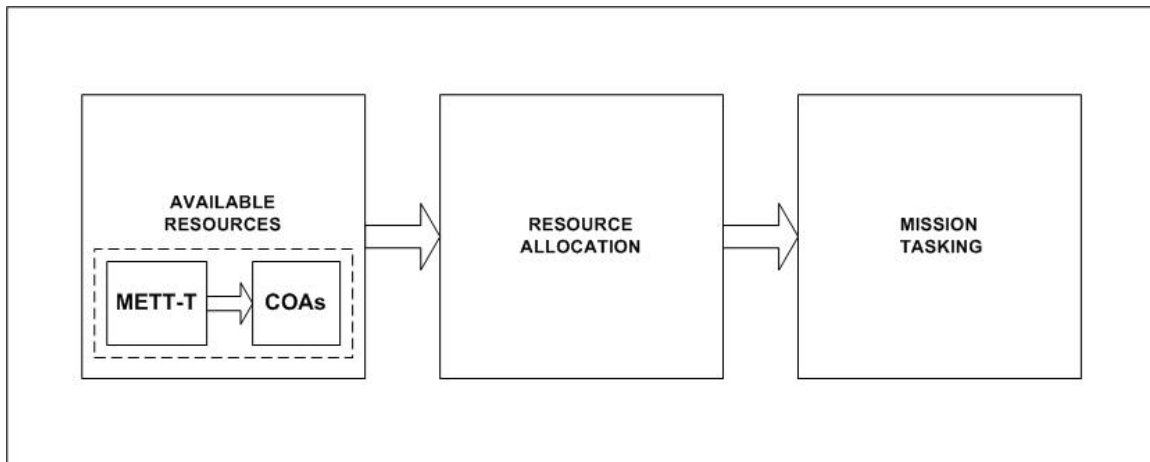 AVAILABLE
RESOURCES
METT-T
COAs
RESOURCE
ALLOCATION
MISSION
TASKING